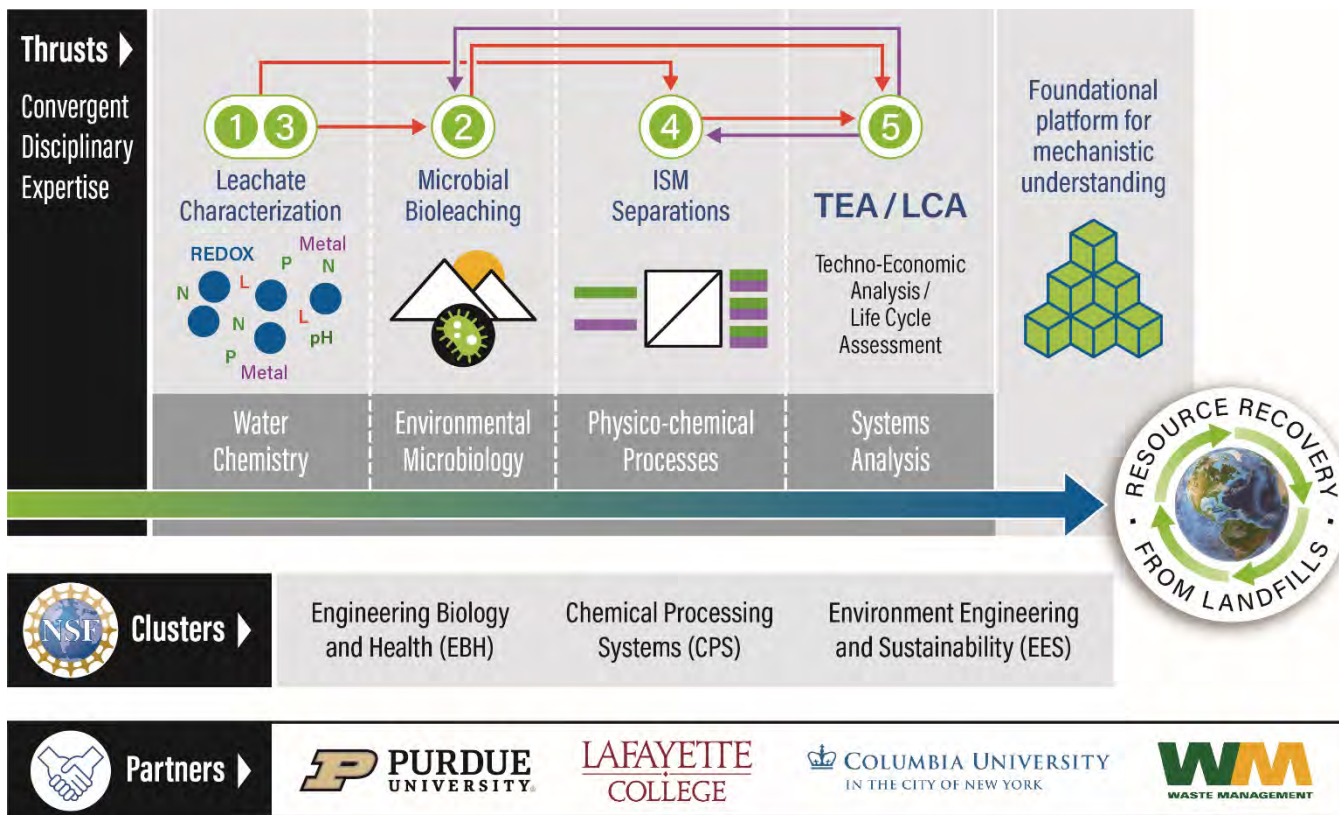 Thrusts
Convergent
Disciplinary
Expertise
1 3
Leachate
Characterization
REDOX
Metal
P
N
N
L
L
N
pH
P
Metal
Water
Chemistry
2
Microbial
Bioleaching
Environmental
Microbiology
4
ISM
Separations
Physico-chemical
Processes
5
TEA / LCA
Techno-Economic
Analysis /
Life Cycle
Assessment
Systems
Analysis
Foundational
platform for
mechanistic
understanding
RESOURCE RECOVERY
· FROM LANDFILLS ·
NSF
Clusters
Engineering Biology
and Health (EBH)
Chemical Processing
Systems (CPS)
Environment Engineering
and Sustainability (EES)
Partners
P
PURDUE
UNIVERSITY®
LAFAYETTE
COLLEGE
COLUMBIA UNIVERSITY
IN THE CITY OF NEW YORK
WM
WASTE MANAGEMENT